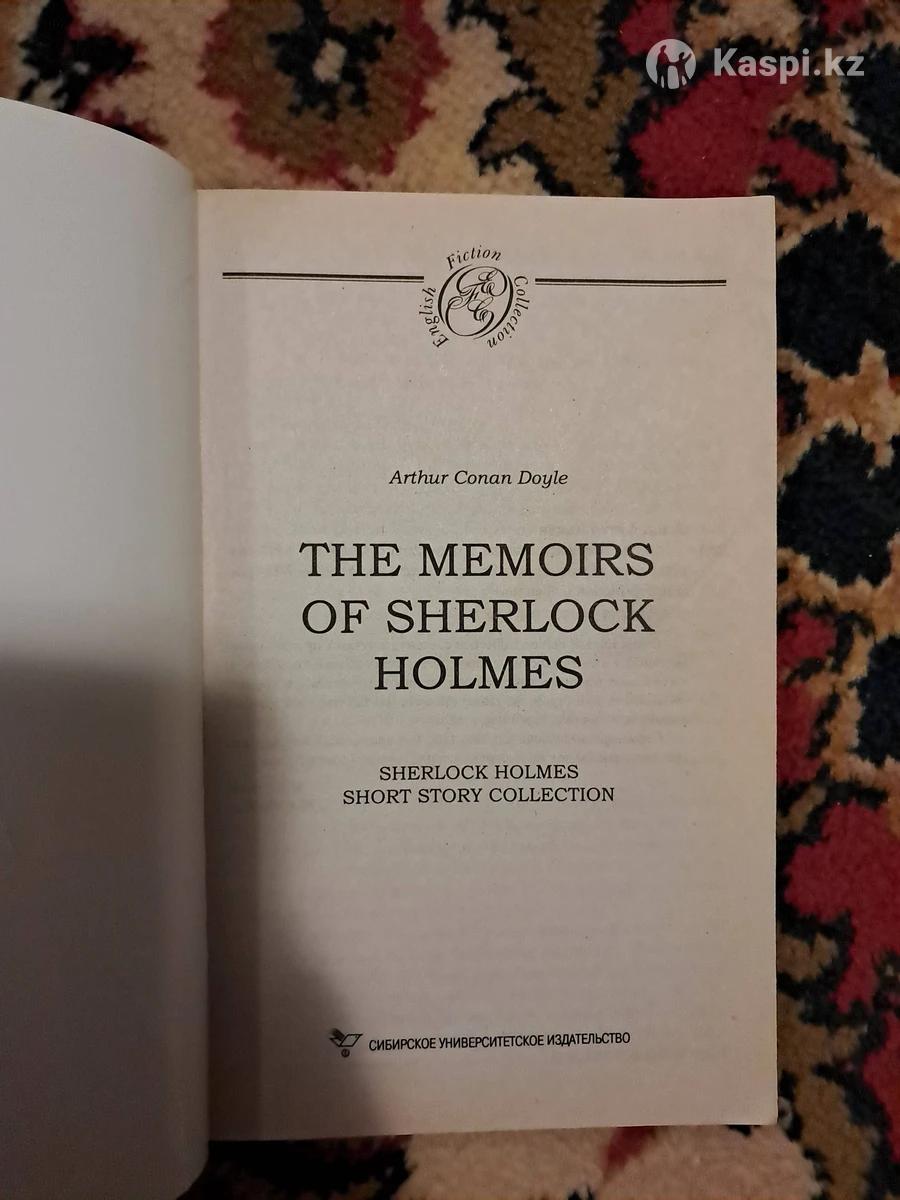 Kaspi.kz
English Fiction Collection
EFC
Arthur Conan Doyle
THE MEMOIRS
OF SHERLOCK
HOLMES
SHERLOCK HOLMES
SHORT STORY COLLECTION
СИБИРСКОЕ УНИВЕРСИТЕТСКОЕ ИЗДАТЕЛЬСТВО